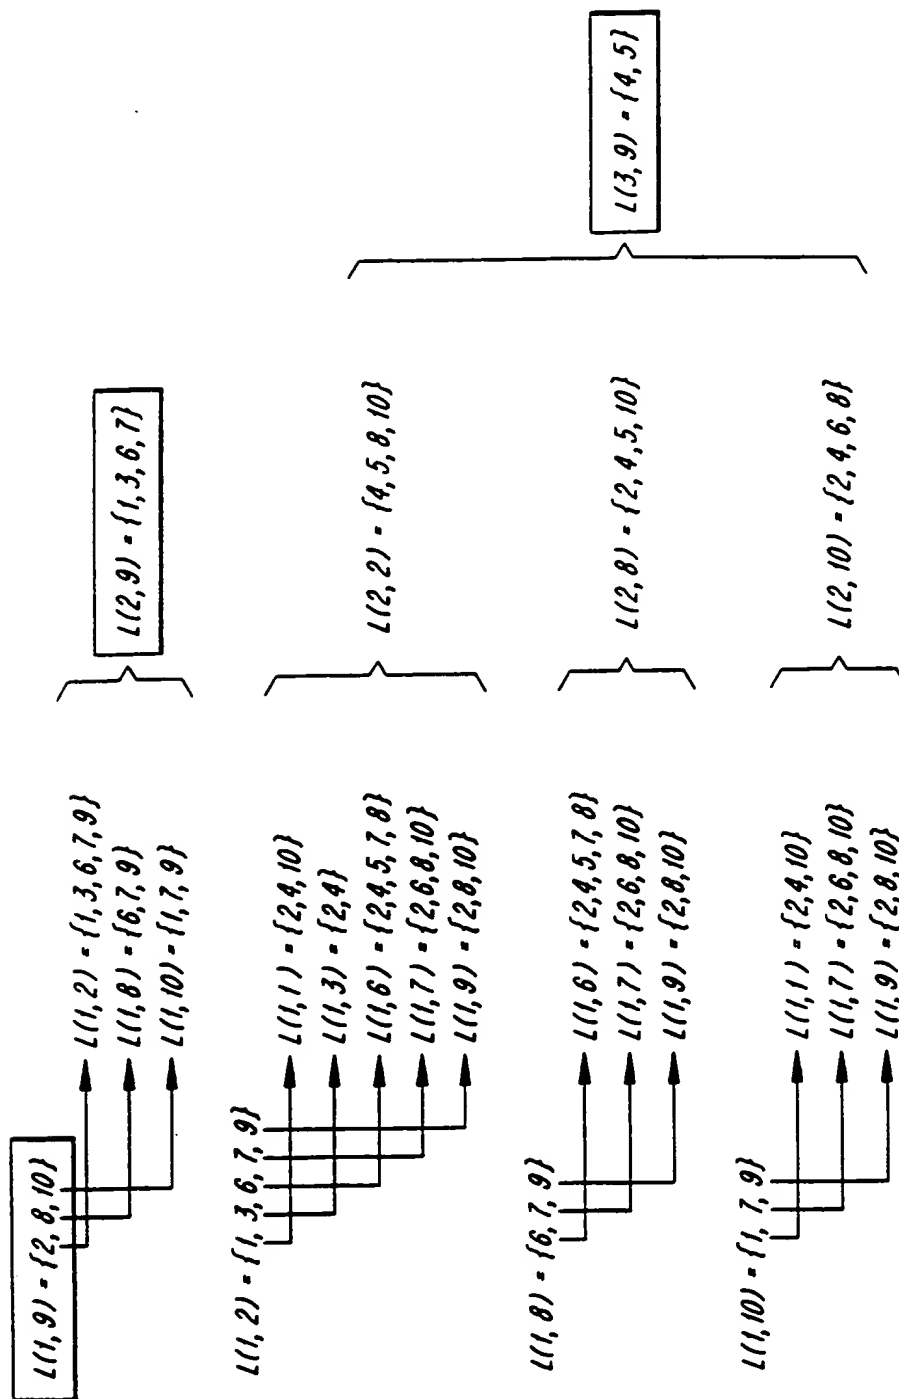 L(1,9) = {2, 8, 10}
L(1,2) = {1,3,6,7,9}
L(1,8) = {6,7,9}
L(1,10) = {1,7,9}
L(2,9) = {1,3,6,7}
L(1,2) = {1, 3, 6, 7, 9}
L(1,1) = {2,4,10}
L(1,3) = {2,4}
L(1,6) = {2,4,5,7,8}
L(1,7) = {2,6,8,10}
L(1,9) = {2,8,10}
L(2,2) = {4,5,8,10}
L(1,8) = {6,7,9}
L(1,6) = {2,4,5,7,8}
L(1,7) = {2,6,8,10}
L(1,9) = {2,8,10}
L(2,8) = {2,4,5,10}
L(1,10) = {1, 7, 9}
L(1,1) = {2,4,10}
L(1,7) = {2,6,8,10}
L(1,9) = {2,8,10}
L(2,10) = {2,4,6,8}
L(3,9) = {4,5}